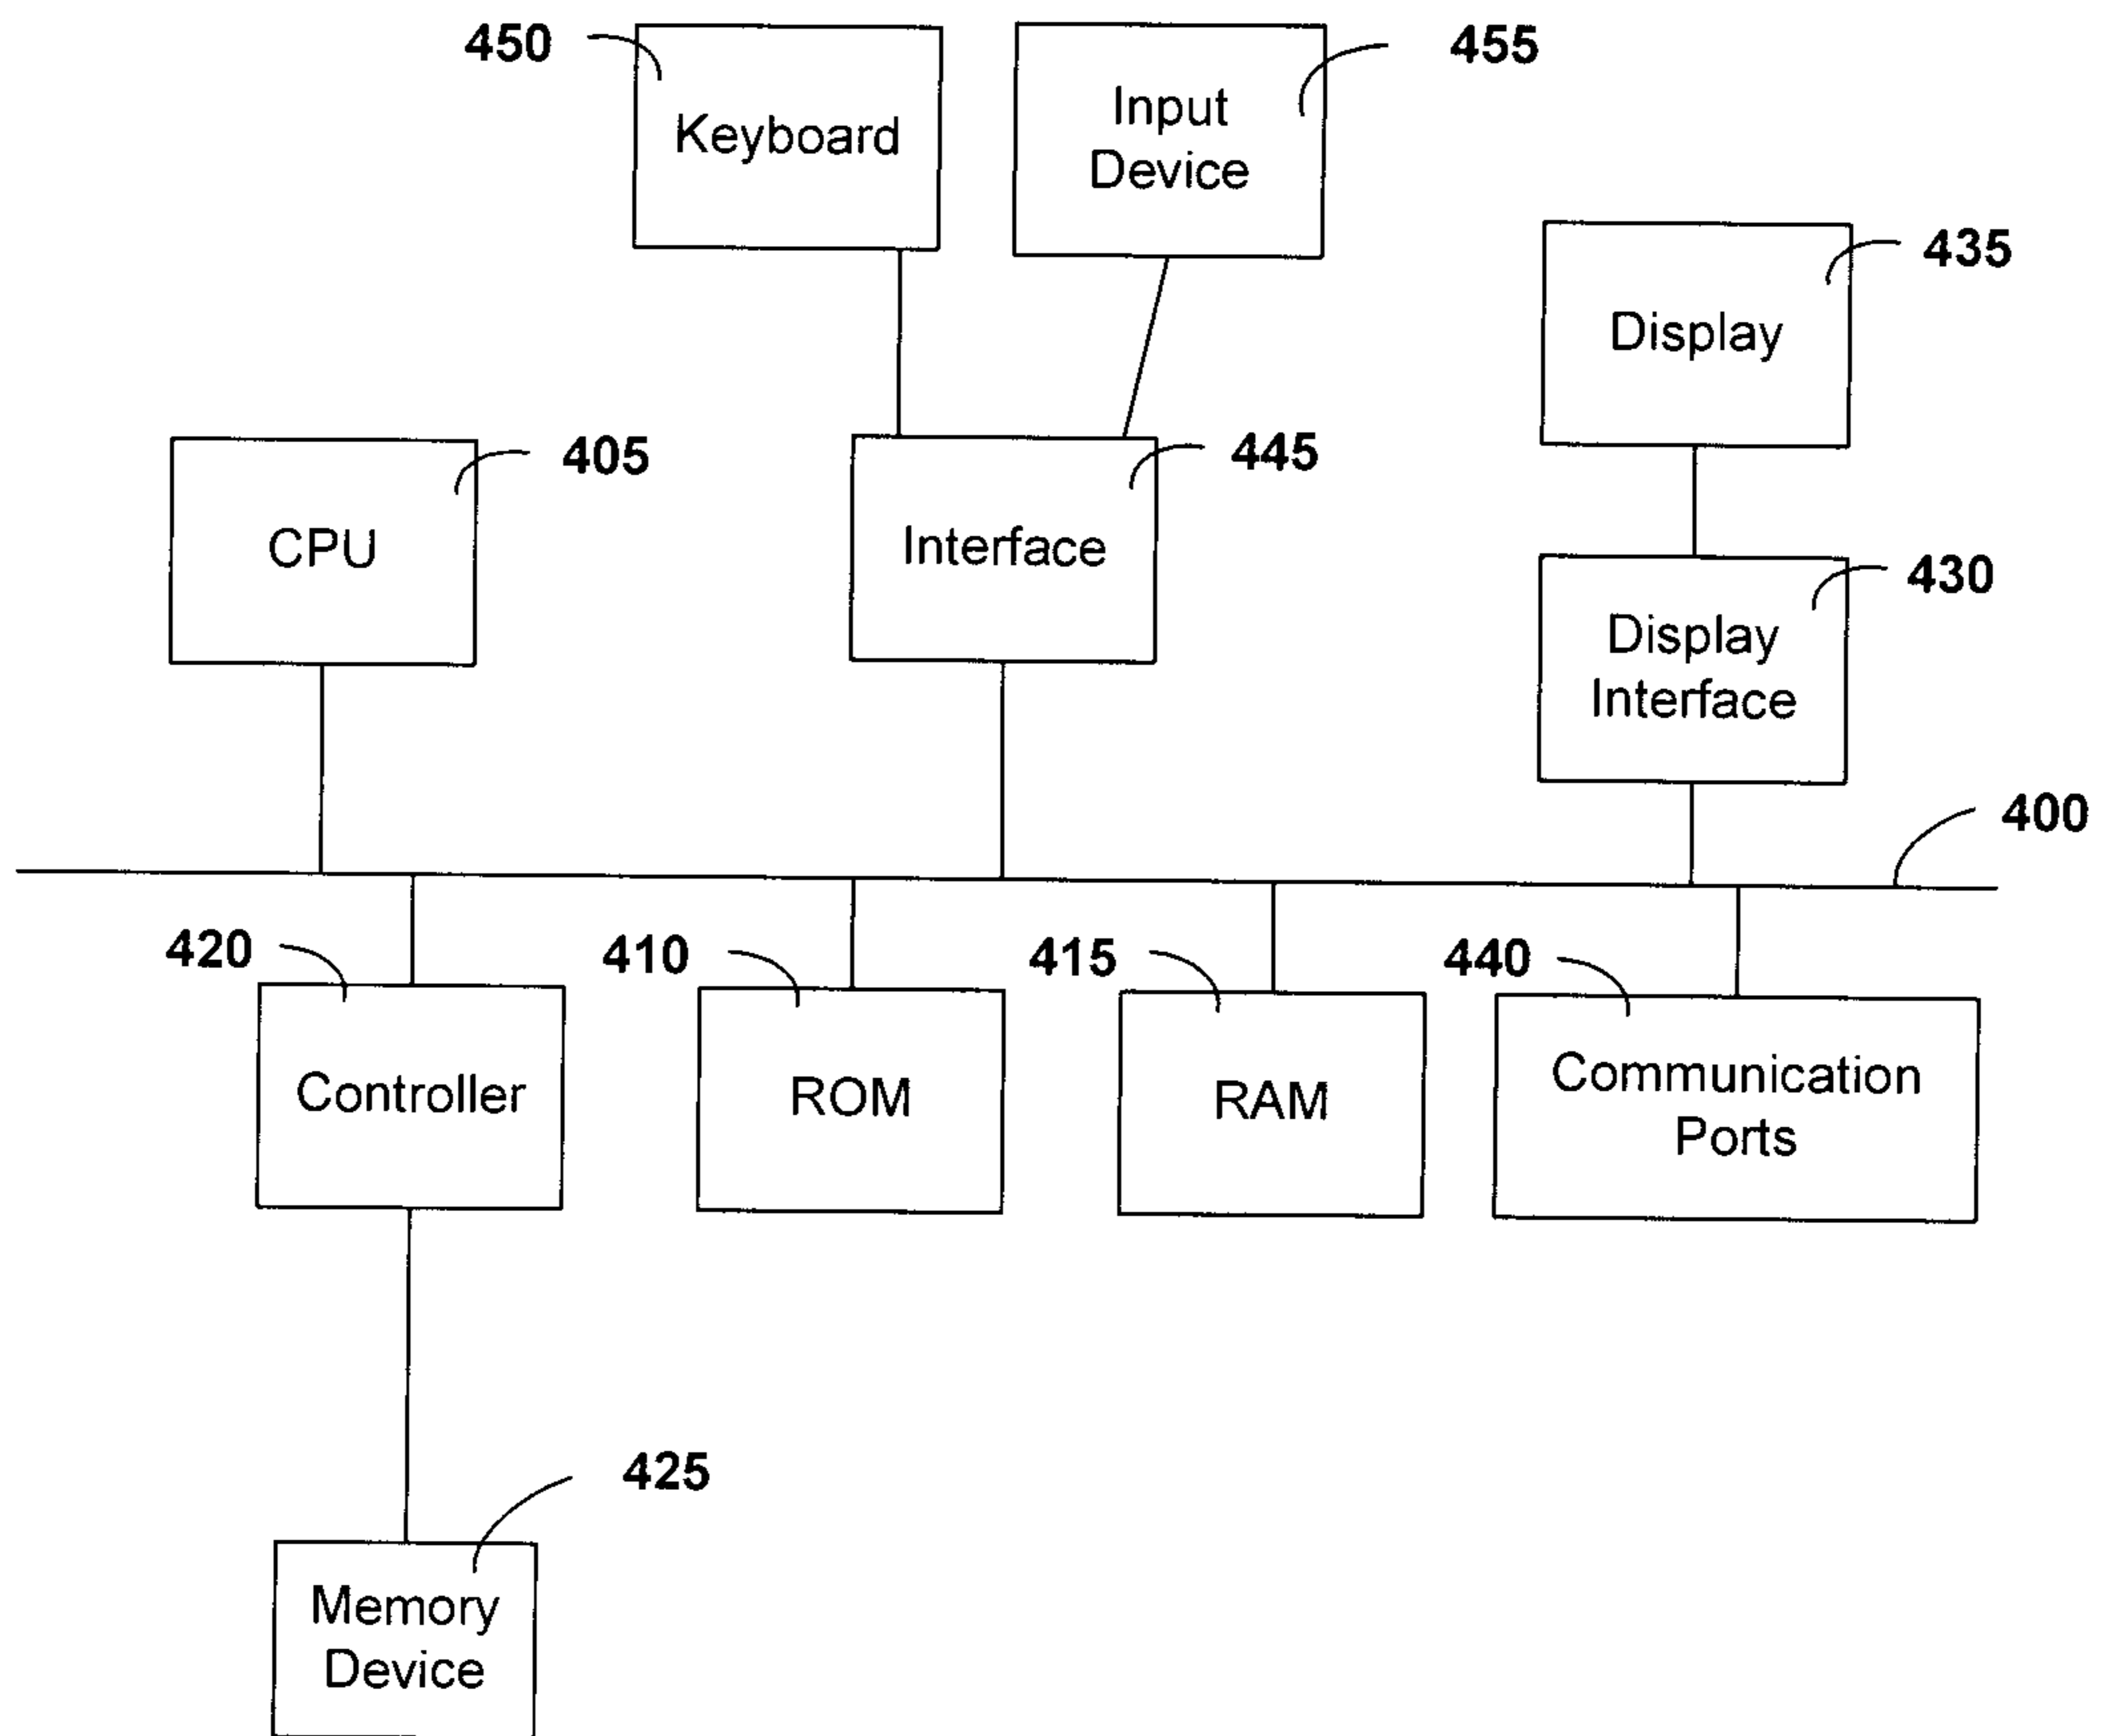 450
Keyboard
Input
Device
455
435
Display
405
CPU
445
Interface
430
Display
Interface
400
420
Controller
410
ROM
415
RAM
440
Communication
Ports
425
Memory
Device